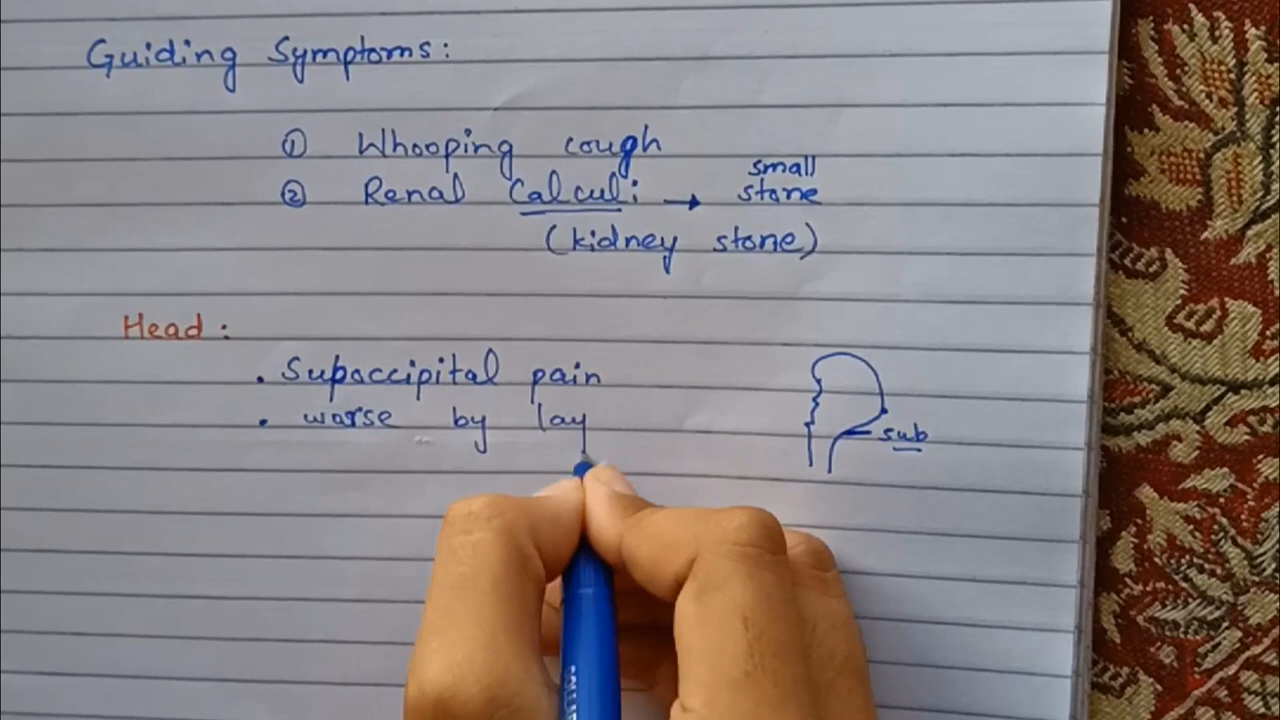 Guiding Symptoms:
① Whooping cough
② Renal Calculi → small stone
(kidney stone)
Head:
. Supoccipital pain
. worse by lay
sub